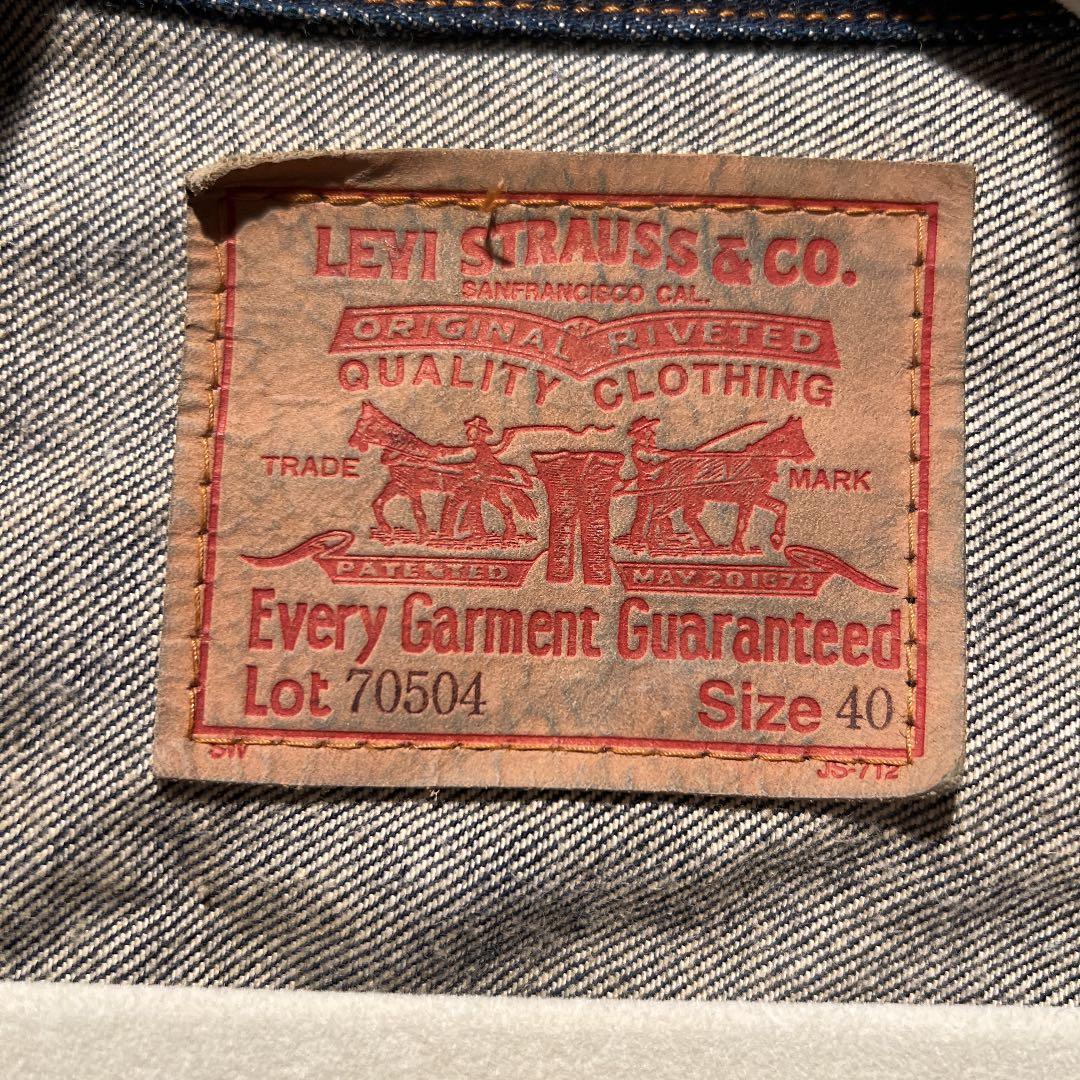 LEVI STRAUSS & CO.
SANFRANCISCO CAL.
ORIGINAL RIVETED
QUALITY CLOTHING
TRADE MARK
PATENTED MAY 20 1873
Every Garment Guaranteed
Lot 70504 Size 40
SW JS-712